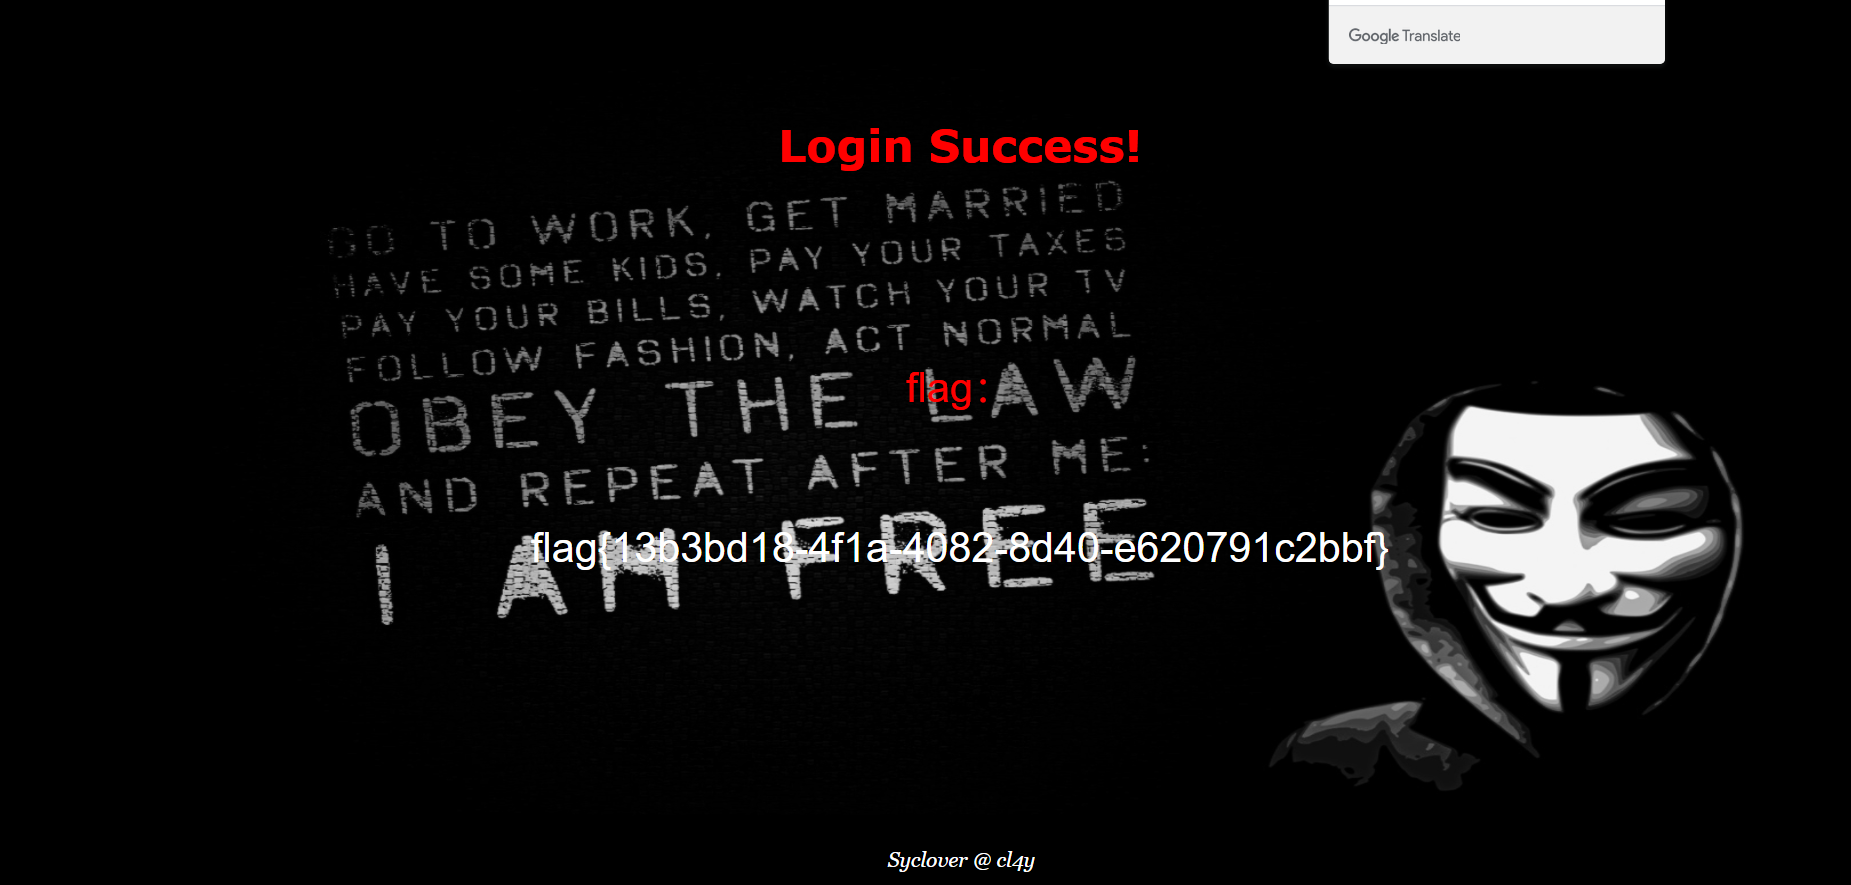 Google Translate
Login Success!
GO TO WORK, GET MARRIED
HAVE SOME KIDS, PAY YOUR TAXES
PAY YOUR BILLS, WATCH YOUR TV
FOLLOW FASHION, ACT NORMAL
OBEY THE LAW
flag:
AND REPEAT AFTER ME:
I AM FREE
flag{13b3bd18-4f1a-4082-8d40-e620791c2bbf}
Syclover @ cl4y